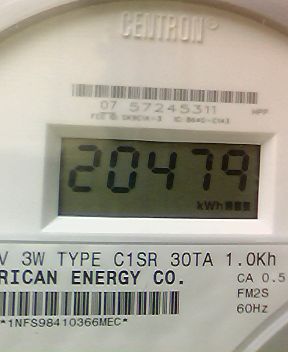 CENTRON®
07 57245311
20479
kWh
V 3W TYPE C1SR 30TA 1.0Kh
RICAN ENERGY CO.
CA 0.5
FM2S
60Hz
*1NFS98410366MEC*